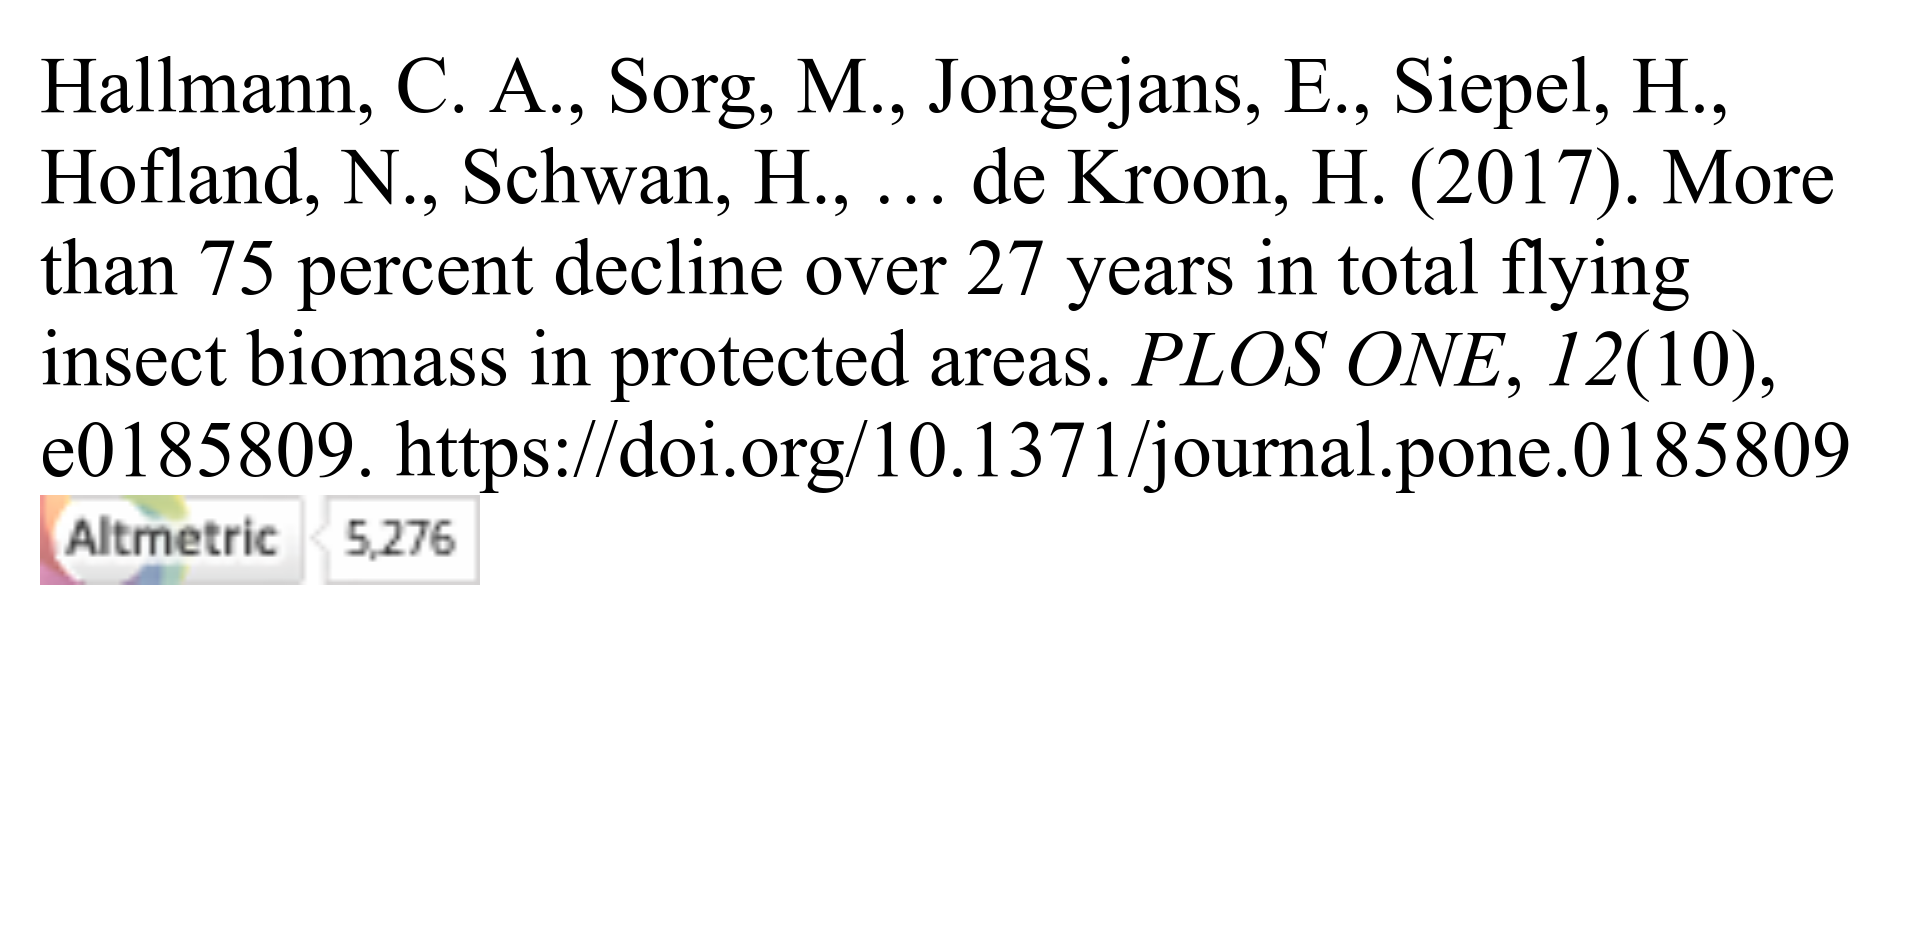 Hallmann, C. A., Sorg, M., Jongejans, E., Siepel, H.,
Hofland, N., Schwan, H., … de Kroon, H. (2017). More
than 75 percent decline over 27 years in total flying
insect biomass in protected areas. PLOS ONE, 12(10),
e0185809. https://doi.org/10.1371/journal.pone.0185809
Altmetric 5,276